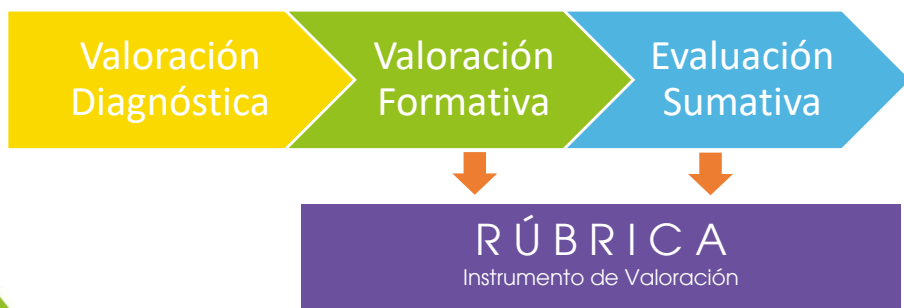 Valoración
Diagnóstica
Valoración
Formativa
Evaluación
Sumativa
RÚBRICA
Instrumento de Valoración